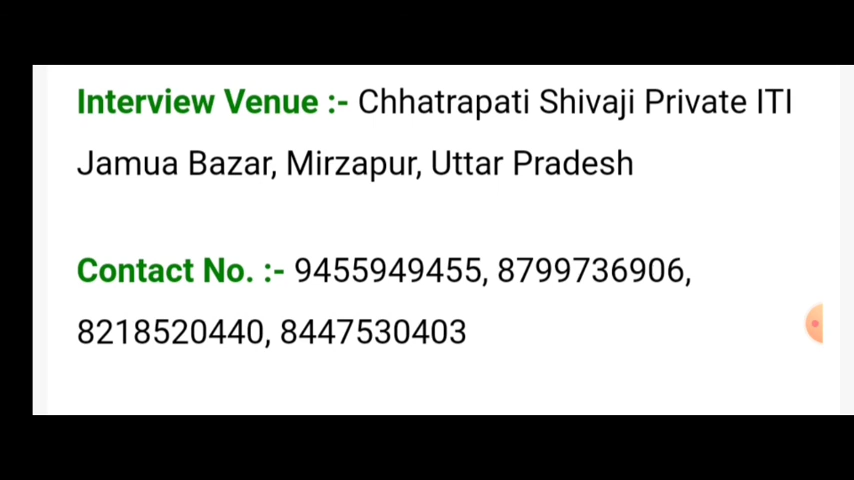 Interview Venue :- Chhatrapati Shivaji Private ITI
Jamua Bazar, Mirzapur, Uttar Pradesh
Contact No. :- 9455949455, 8799736906,
8218520440, 8447530403